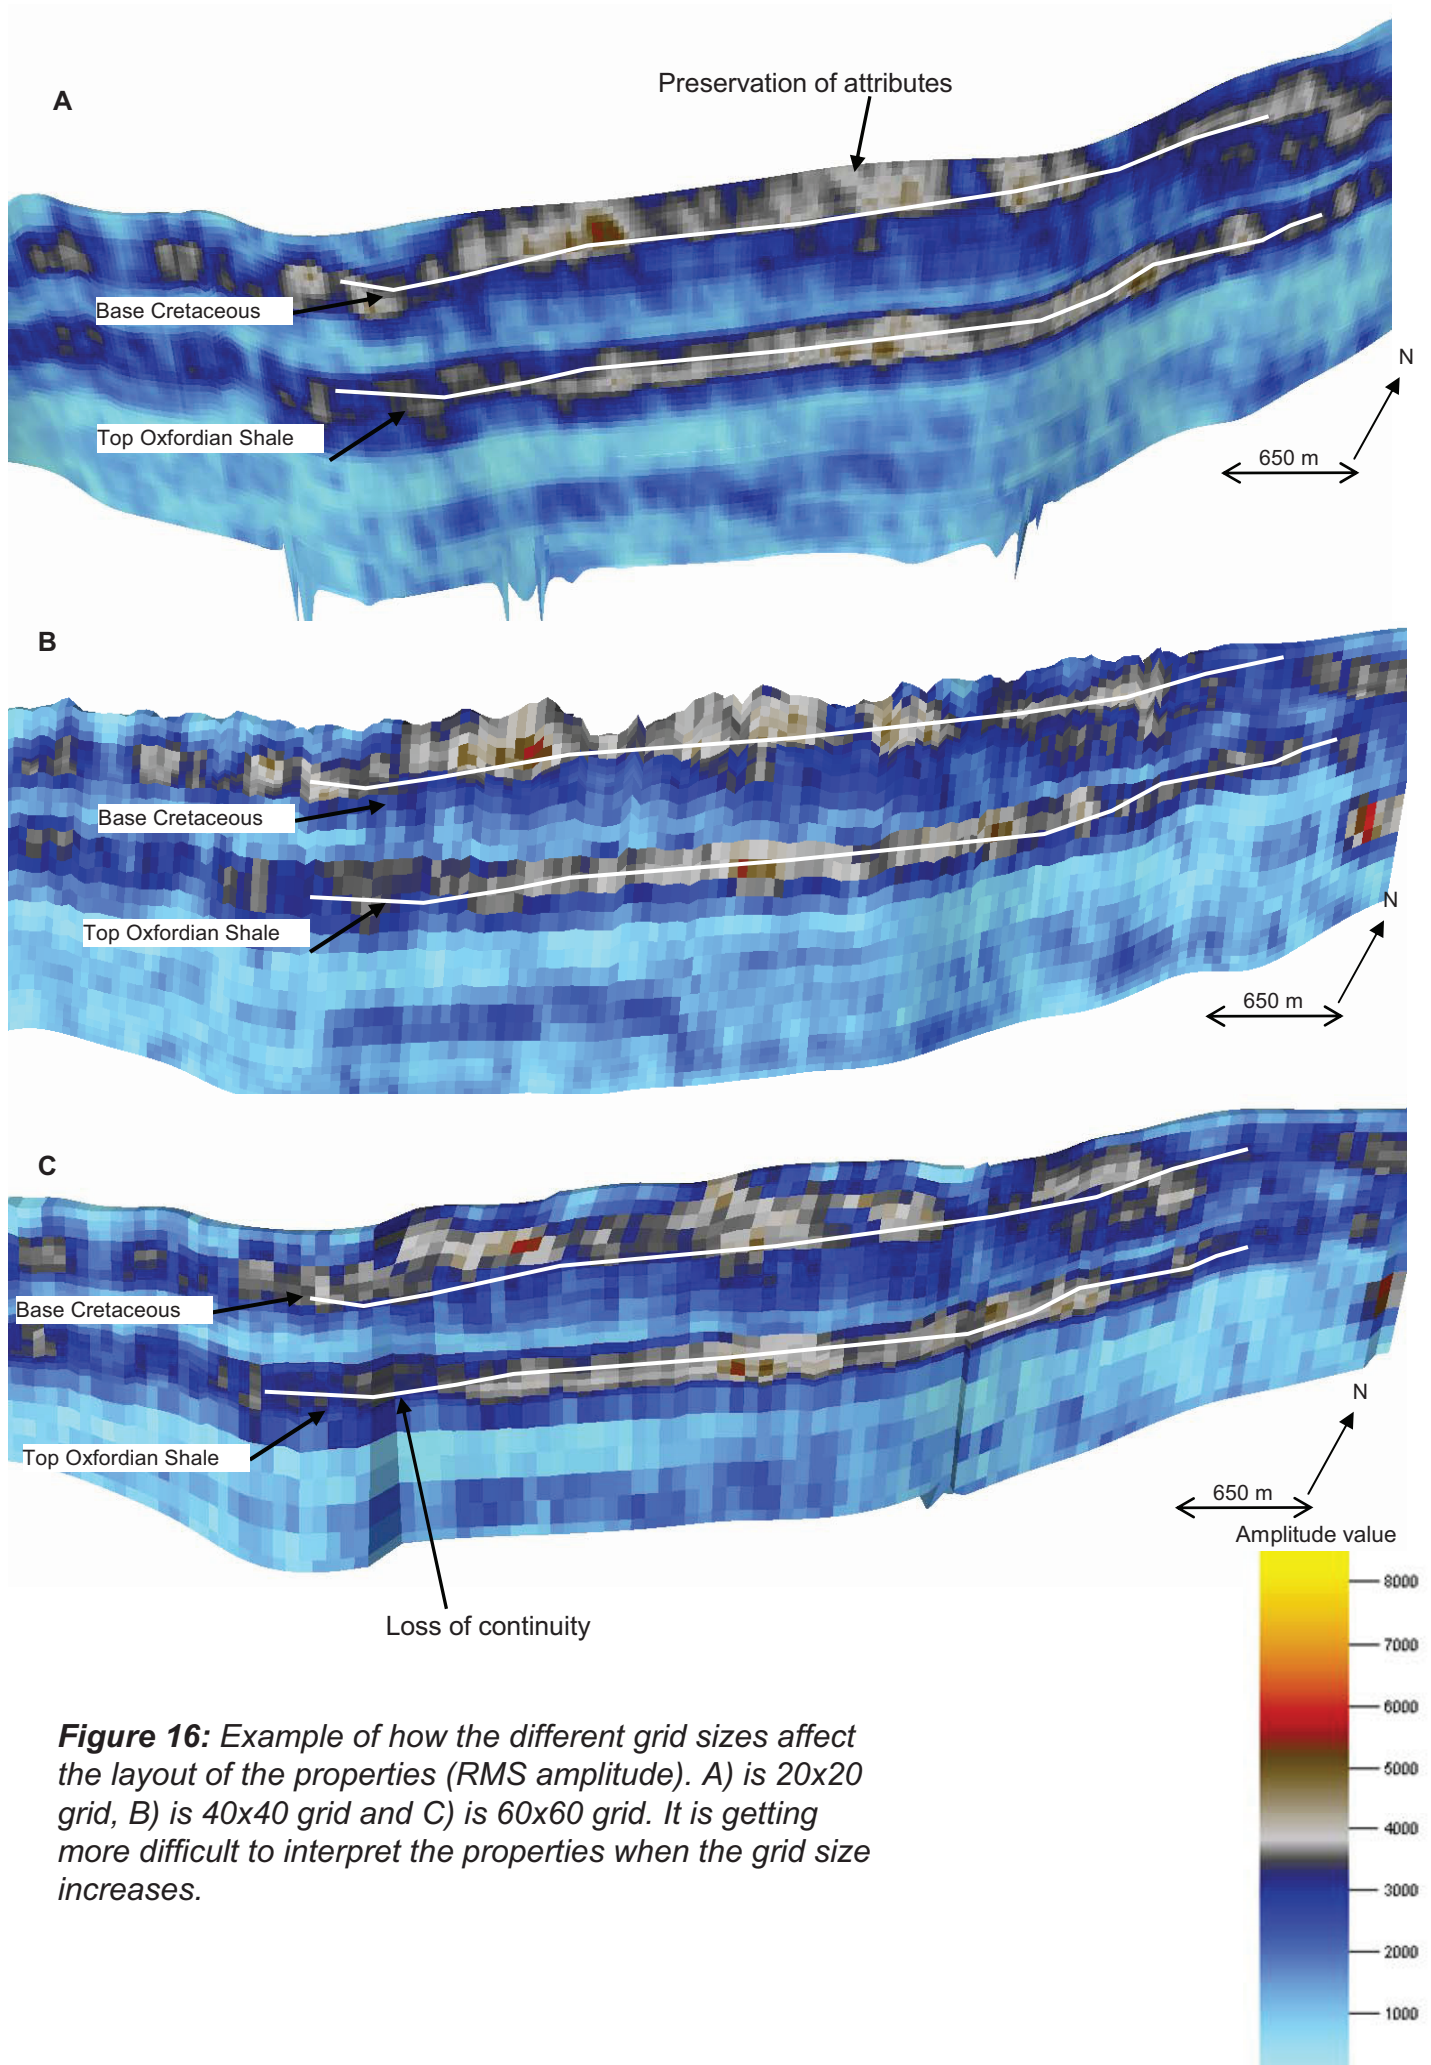 A
Preservation of attributes
Base Cretaceous
Top Oxfordian Shale
N
650 m
B
Base Cretaceous
Top Oxfordian Shale
N
650 m
C
Base Cretaceous
Top Oxfordian Shale
N
650 m
Loss of continuity
Amplitude value
8000
7000
6000
5000
4000
3000
2000
1000
Figure 16: Example of how the different grid sizes affect
the layout of the properties (RMS amplitude). A) is 20x20
grid, B) is 40x40 grid and C) is 60x60 grid. It is getting
more difficult to interpret the properties when the grid size
increases.